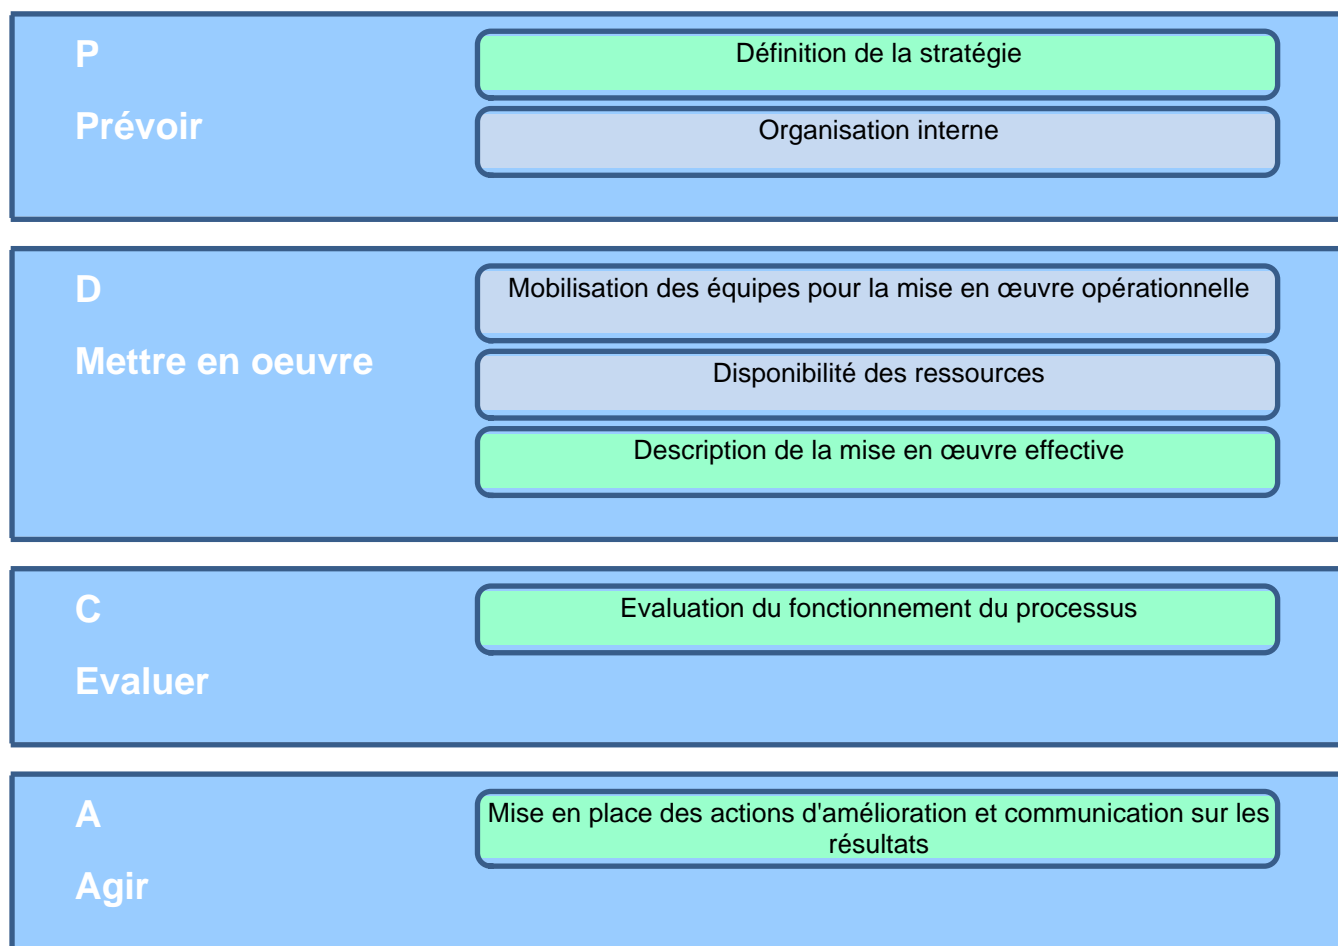 P
Prévoir
Définition de la stratégie
Organisation interne
D
Mettre en oeuvre
Mobilisation des équipes pour la mise en œuvre opérationnelle
Disponibilité des ressources
Description de la mise en œuvre effective
C
Evaluer
Evaluation du fonctionnement du processus
A
Agir
Mise en place des actions d'amélioration et communication sur les
résultats